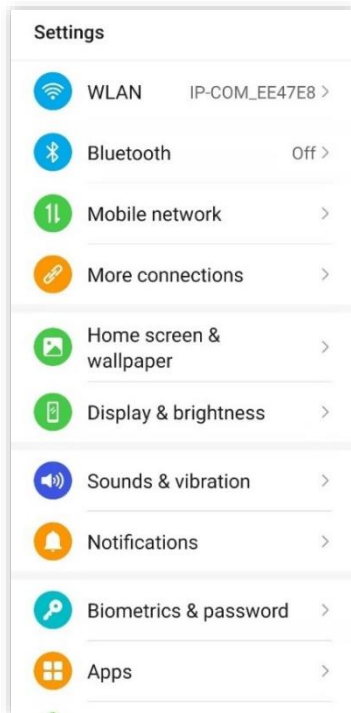 Settings
WLAN IP-COM_EE47E8
Bluetooth Off
Mobile network
More connections
Home screen &
wallpaper
Display & brightness
Sounds & vibration
Notifications
Biometrics & password
Apps